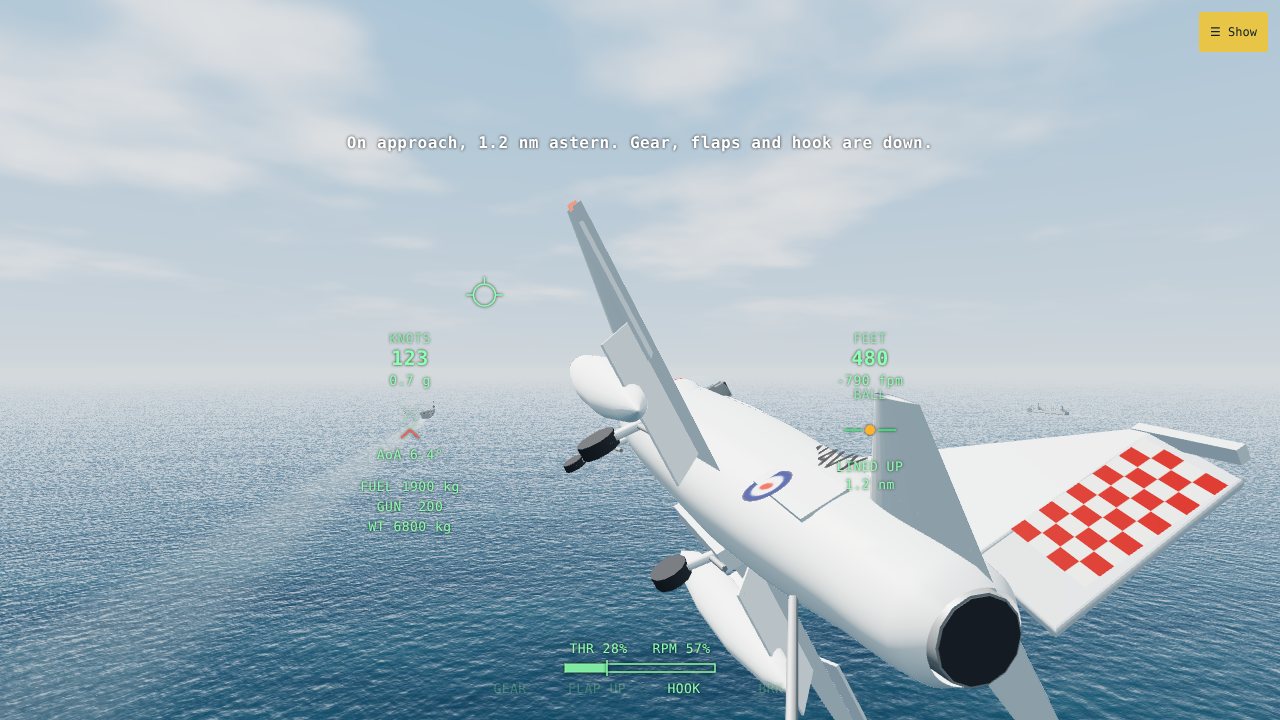 ☰ Show
On approach, 1.2 nm astern. Gear, flaps and hook are down.
KNOTS
123
0.7 g
AoA 6.4°
FUEL 1900 kg
GUN 200
WT 6800 kg
FEET
480
-790 fpm
BALL
LINED UP
1.2 nm
THR 28% RPM 57%
GEAR FLAP UP HOOK